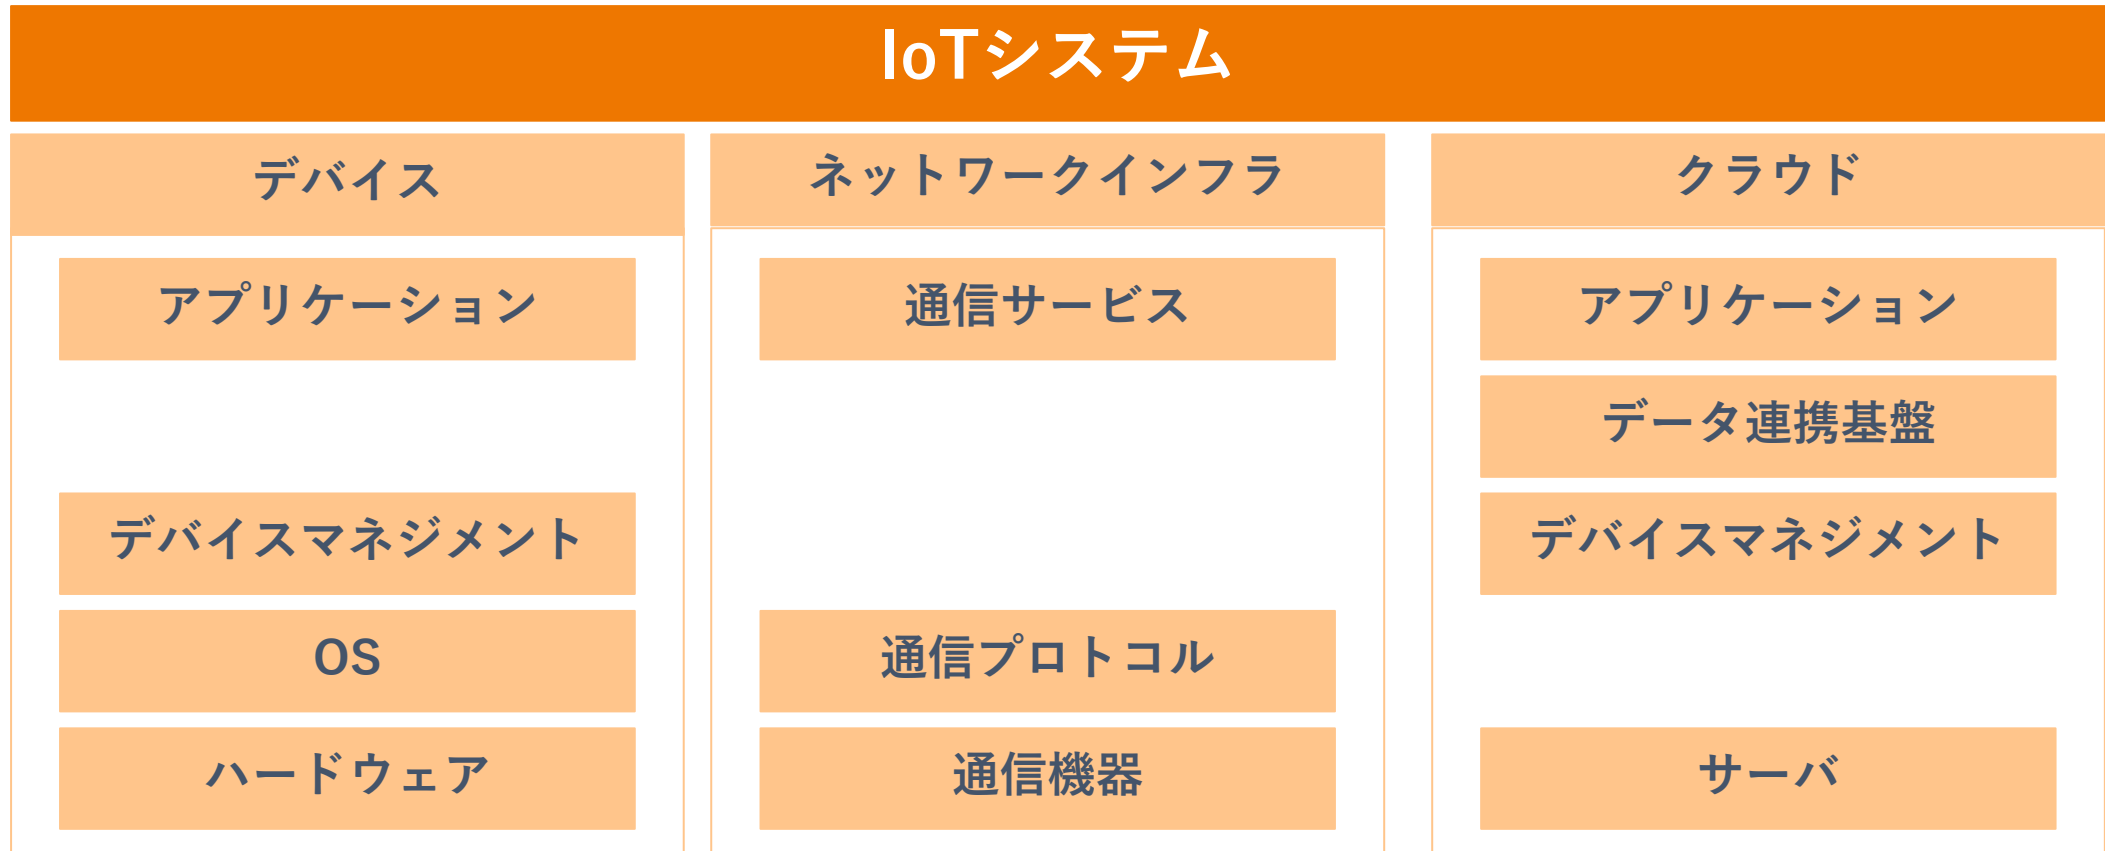 IoTシステム
デバイス
アプリケーション
デバイスマネジメント
OS
ハードウェア
ネットワークインフラ
通信サービス
通信プロトコル
通信機器
クラウド
アプリケーション
データ連携基盤
デバイスマネジメント
サーバ